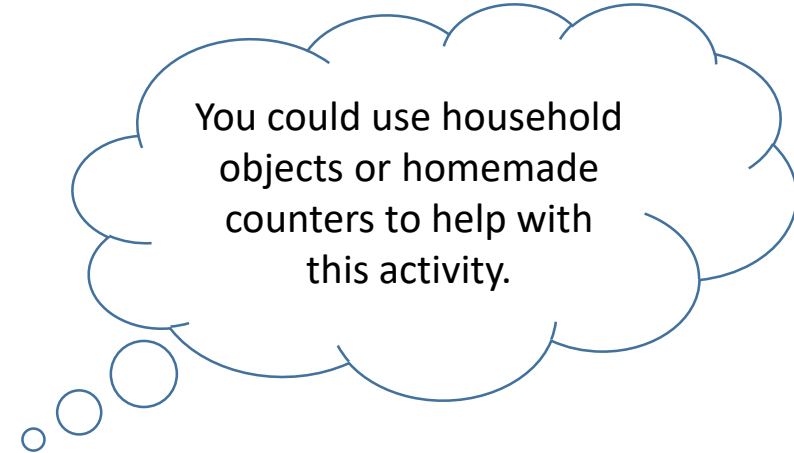 You could use household
objects or homemade
counters to help with
this activity.